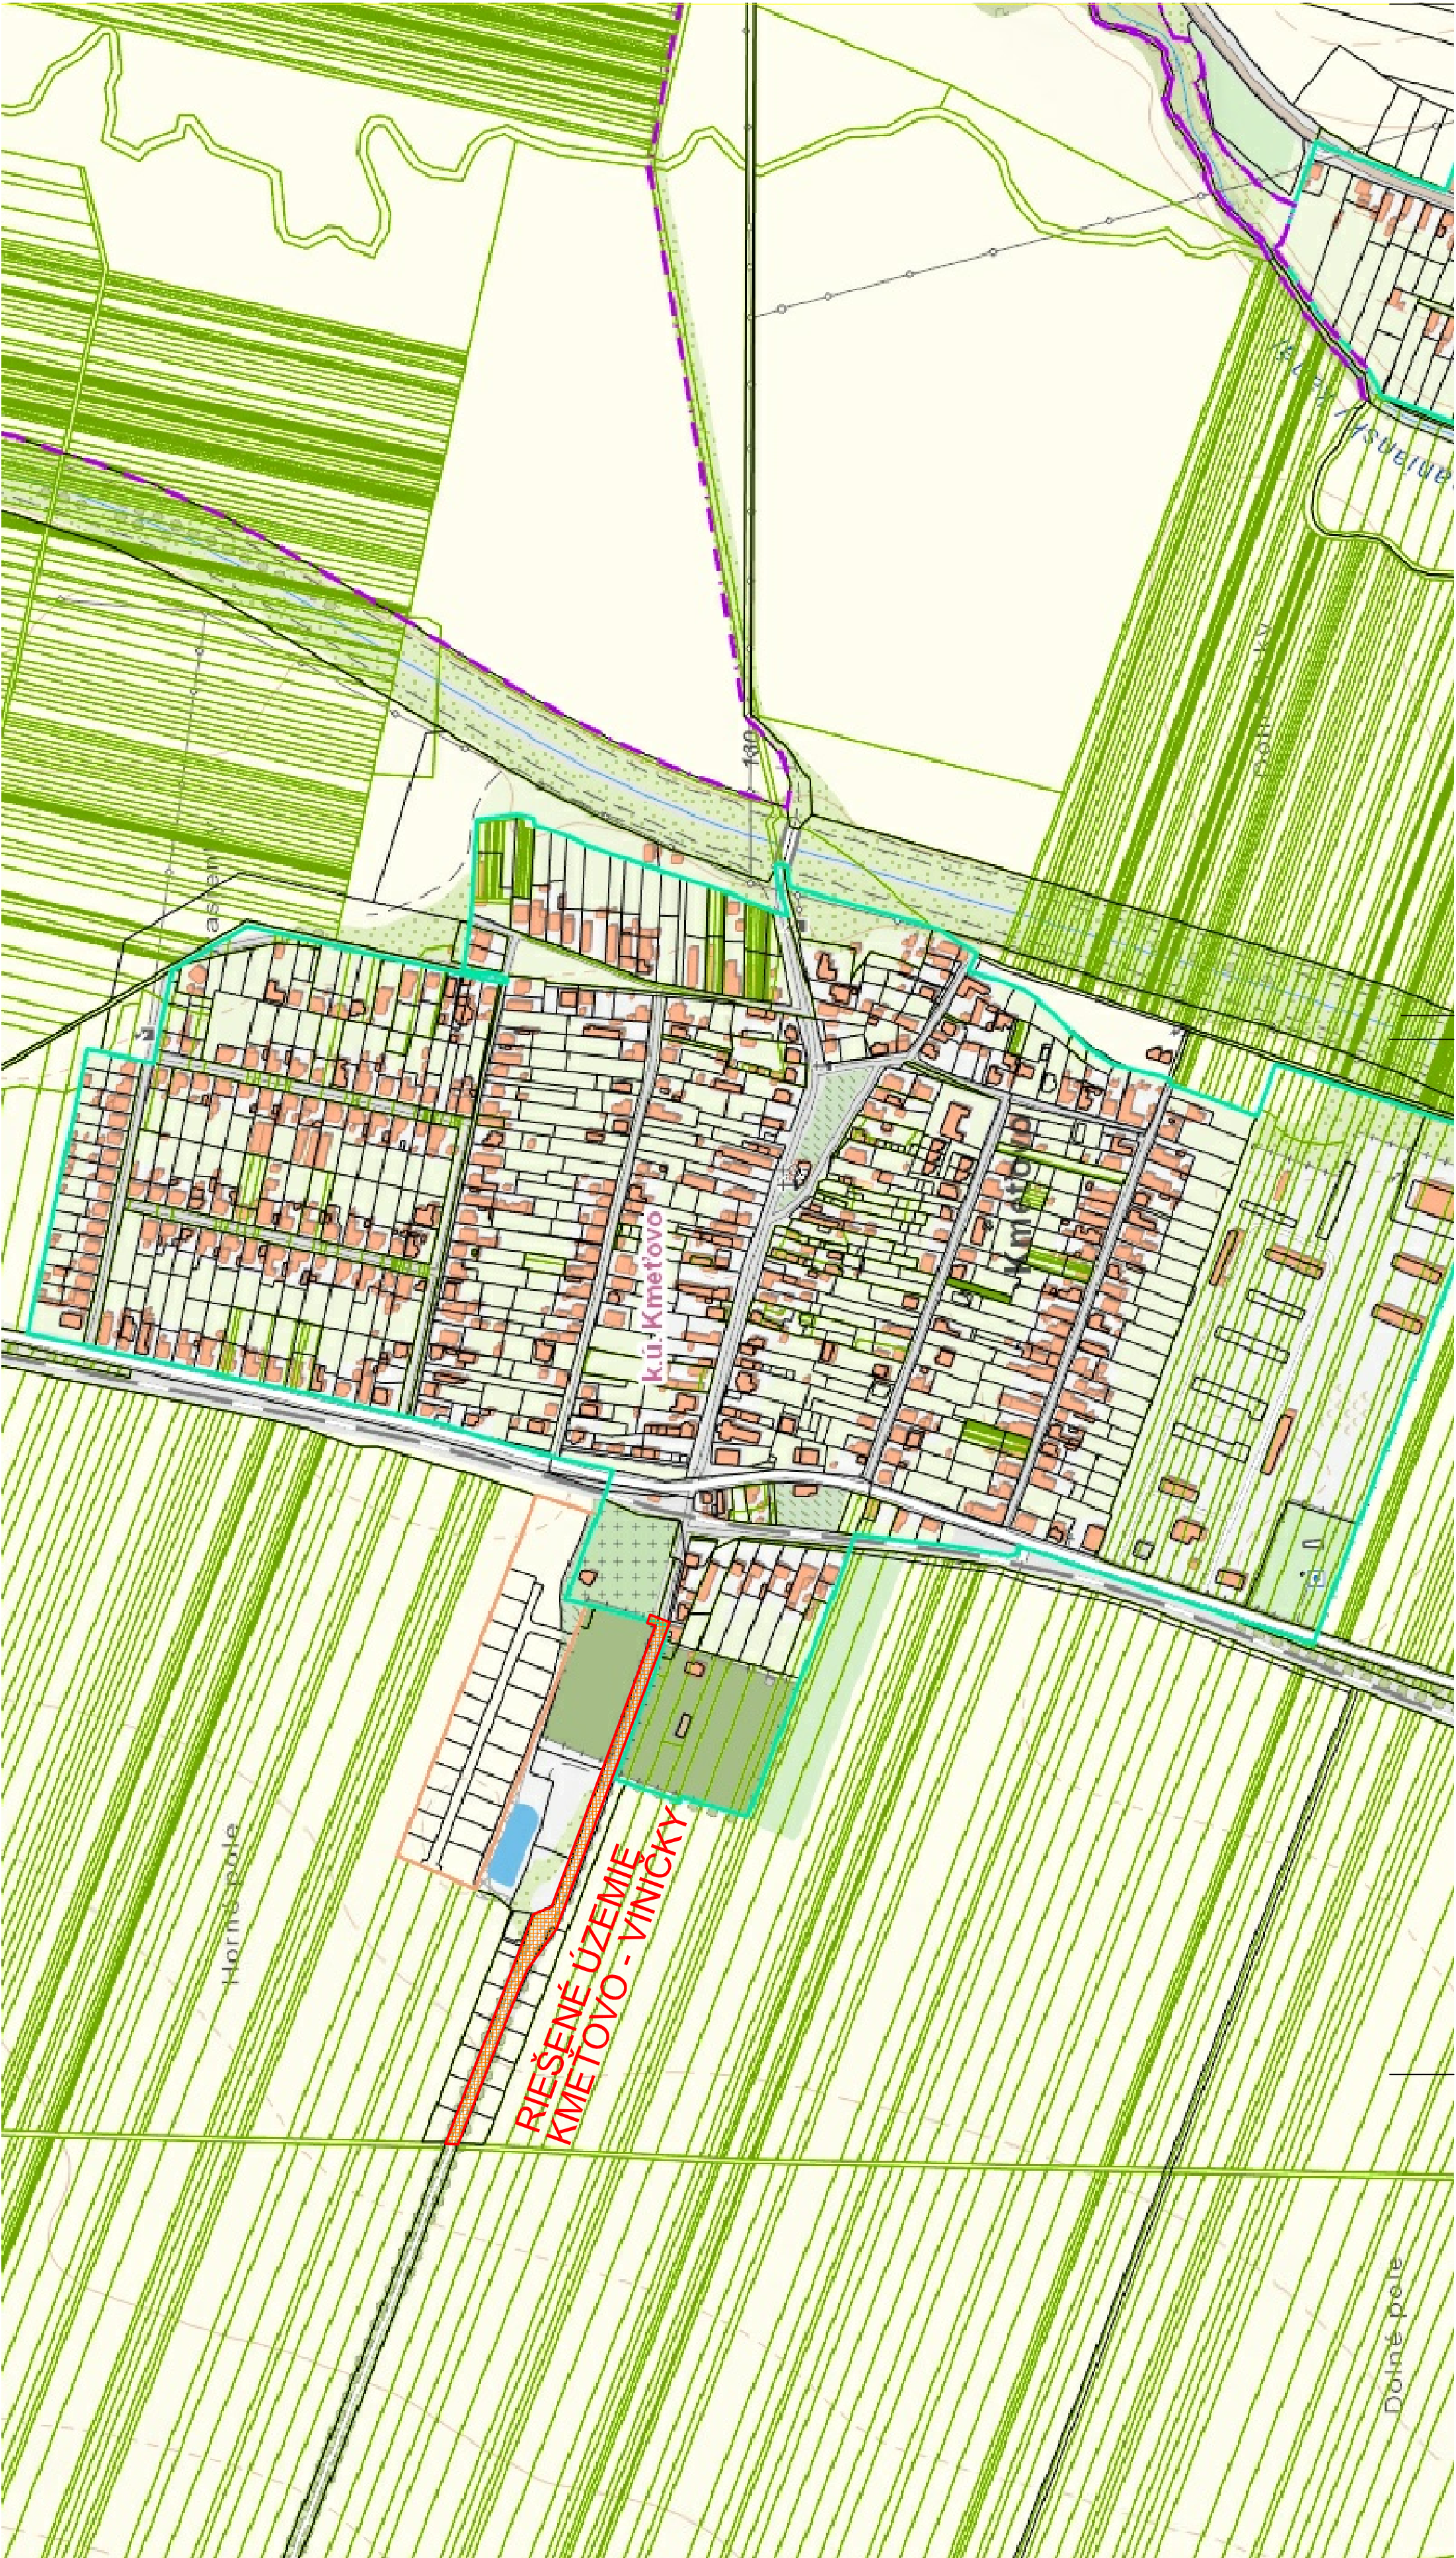 130
k.ú. Kmeťovo
Kmeťovo
Horné pole
RIEŠENÉ ÚZEMIE
KMEŤOVO - VINIČKY
Dolné pole